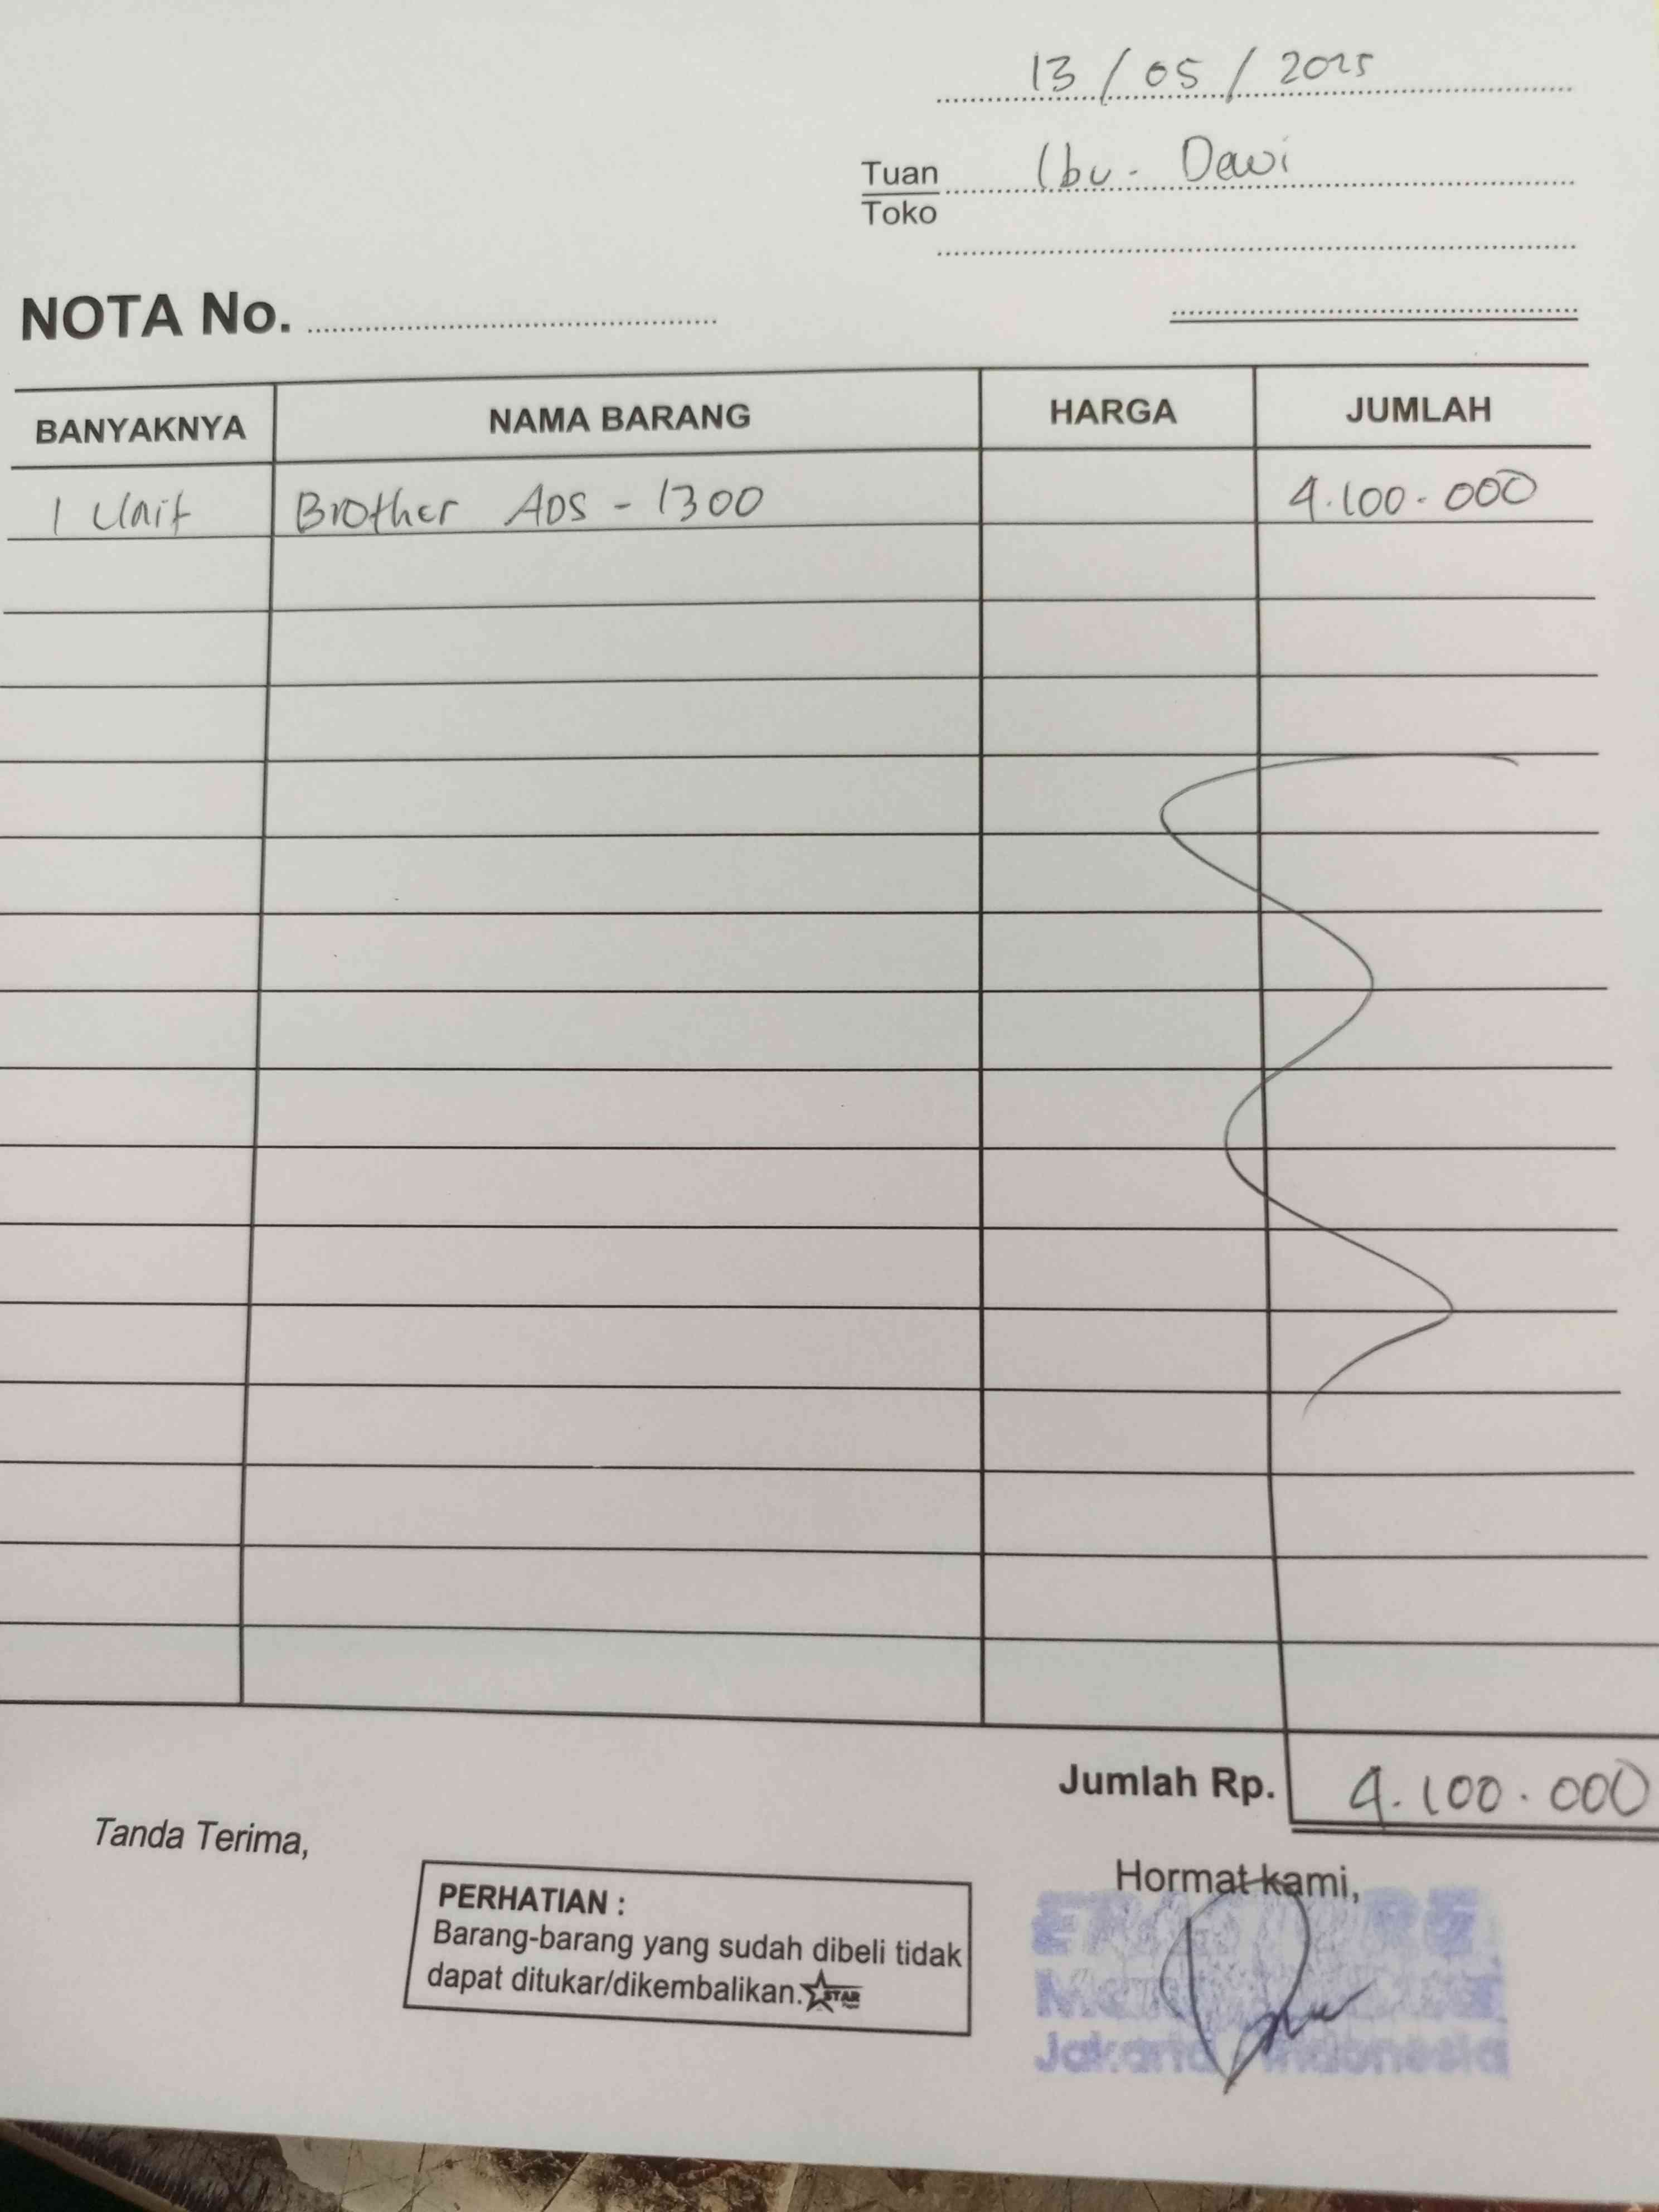 13 / 05 / 2025
Tuan Ibu. Dewi
Toko
NOTA No.
BANYAKNYA NAMA BARANG HARGA JUMLAH
1 Unit Brother ADS - 1300 4.100.000
Jumlah Rp. 4.100.000
Tanda Terima,
Hormat kami,
PERHATIAN :
Barang-barang yang sudah dibeli tidak
dapat ditukar/dikembalikan. STAR
Jakarta Indonesia